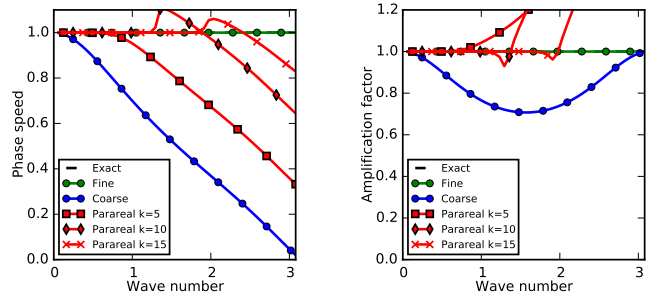 1.0
0.8
0.6
0.4
0.2
0.0
Phase speed
Exact
Fine
Coarse
Parareal k=5
Parareal k=10
Parareal k=15
0 1 2 3
Wave number
1.2
1.0
0.8
0.6
0.4
0.2
0.0
Amplification factor
Exact
Fine
Coarse
Parareal k=5
Parareal k=10
Parareal k=15
0 1 2 3
Wave number